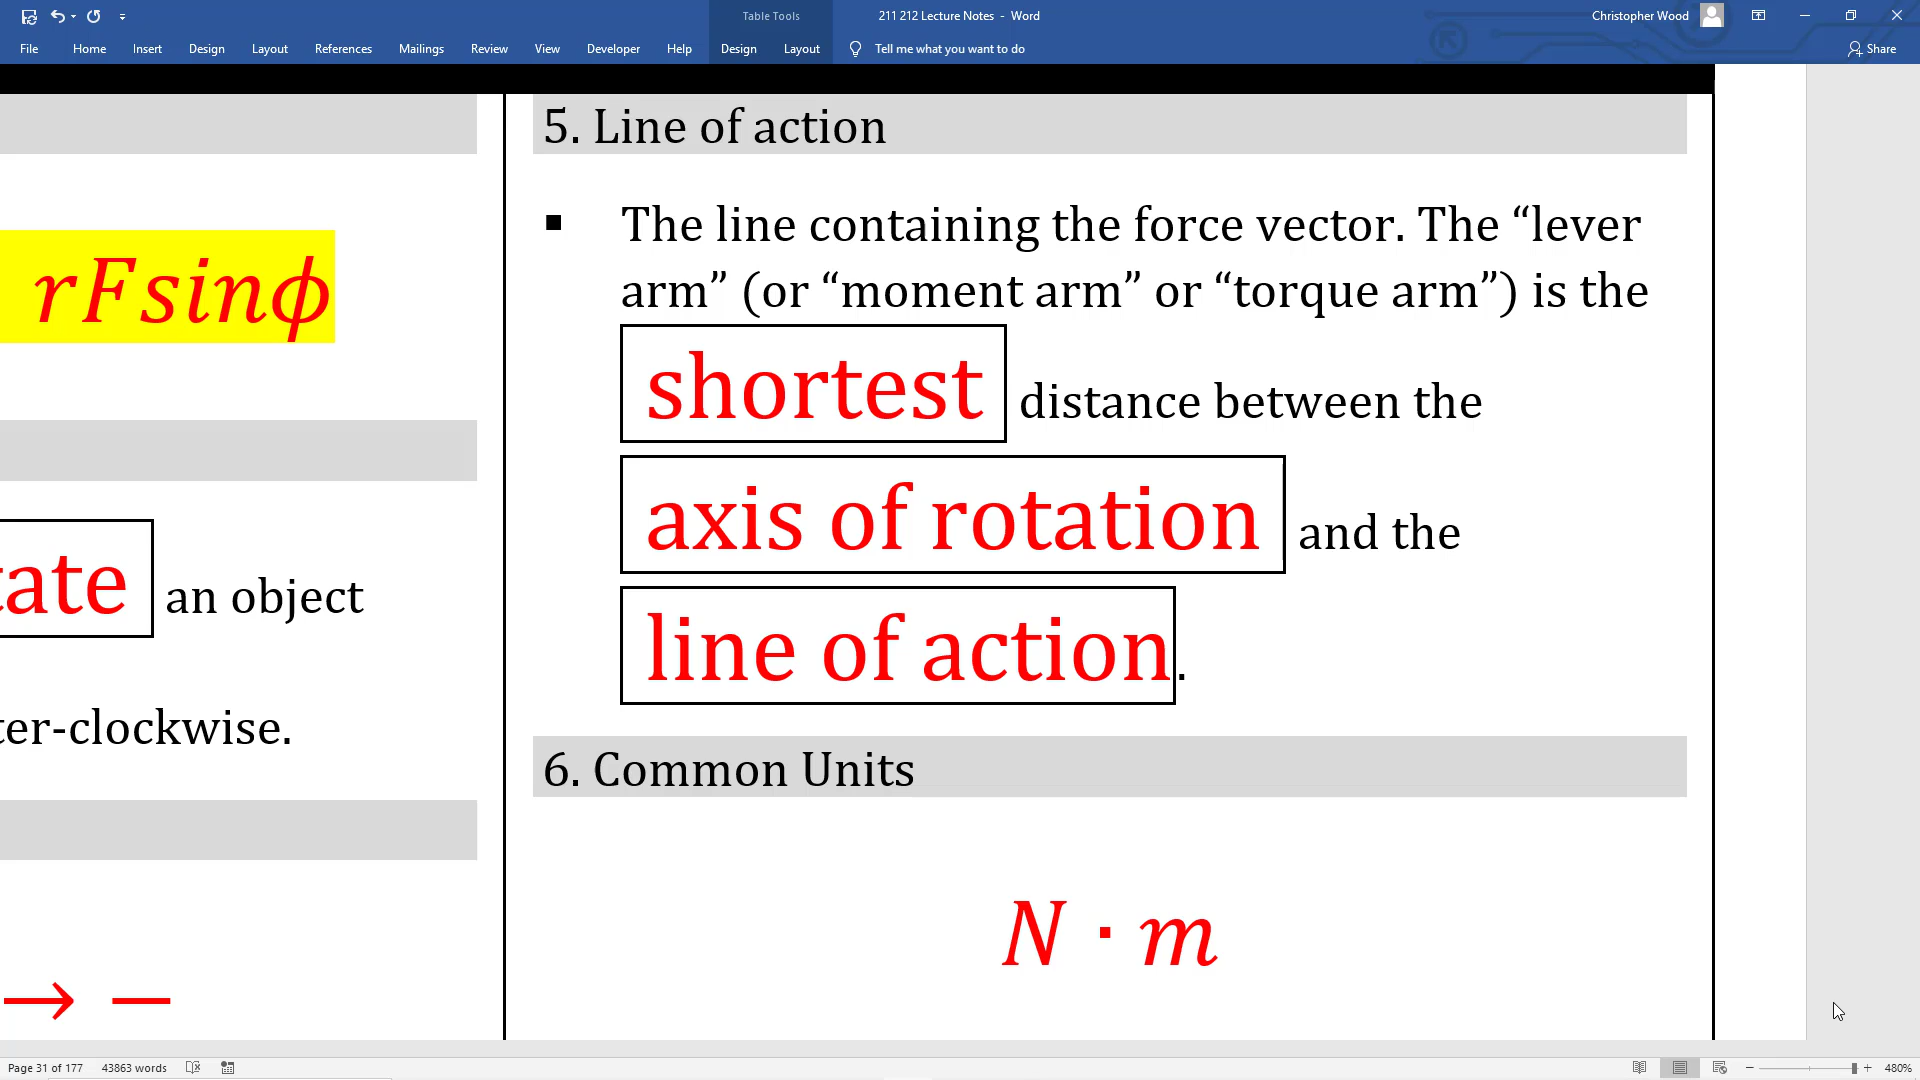 Table Tools
211 212 Lecture Notes - Word
Christopher Wood
File Home Insert Design Layout References Mailings Review View Developer Help Design Layout Tell me what you want to do Share
rFsinϕ
tate an object
ter-clockwise.
→ −
5. Line of action
▪ The line containing the force vector. The “lever
arm” (or “moment arm” or “torque arm”) is the
shortest distance between the
axis of rotation and the
line of action.
6. Common Units
N · m
Page 31 of 177 43863 words
480%